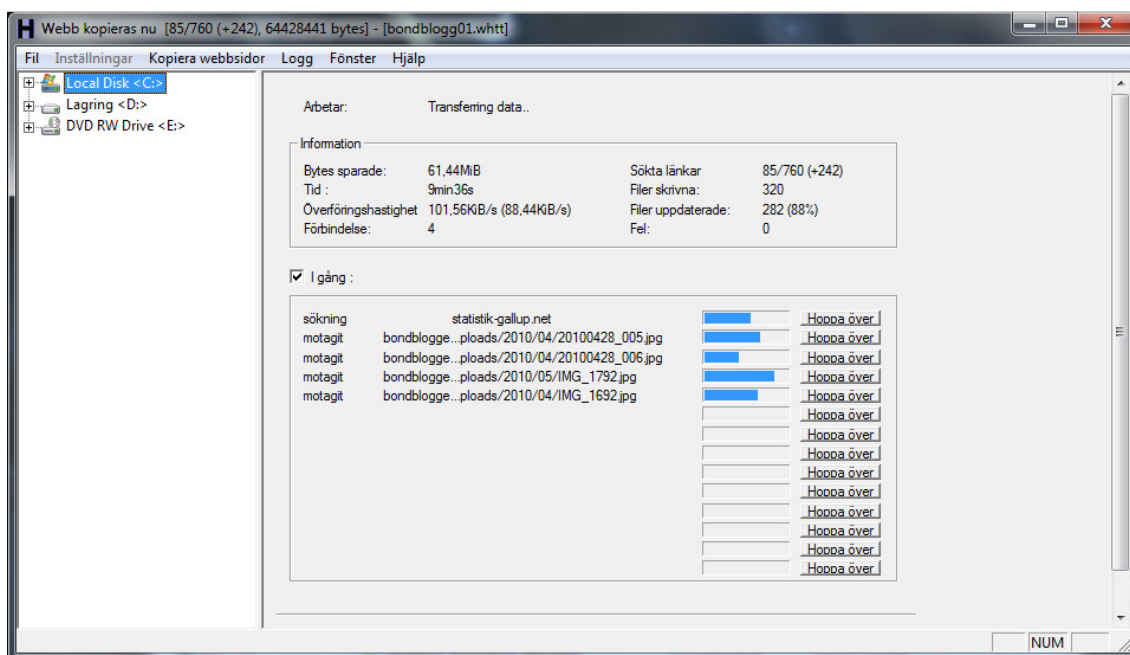 Webb kopieras nu [85/760 (+242), 64428441 bytes] - [bondblogg01.whtt]
Fil Inställningar Kopiera webbsidor Logg Fönster Hjälp
Local Disk <C:>
Lagring <D:>
DVD RW Drive <E:>
Arbetar: Transferring data..
Information
Bytes sparade: 61,44MiB Sökta länkar 85/760 (+242)
Tid : 9min36s Filer skrivna: 320
Överföringshastighet 101,56KiB/s (88,44KiB/s) Filer uppdaterade: 282 (88%)
Förbindelse: 4 Fel: 0
I gång :
sökning statistik-gallup.net Hoppa över
motagit bondblogge...ploads/2010/04/20100428_005.jpg Hoppa över
motagit bondblogge...ploads/2010/04/20100428_006.jpg Hoppa över
motagit bondblogge...ploads/2010/05/IMG_1792.jpg Hoppa över
motagit bondblogge...ploads/2010/04/IMG_1692.jpg Hoppa över
Hoppa över
Hoppa över
Hoppa över
Hoppa över
Hoppa över
Hoppa över
Hoppa över
Hoppa över
Hoppa över
NUM